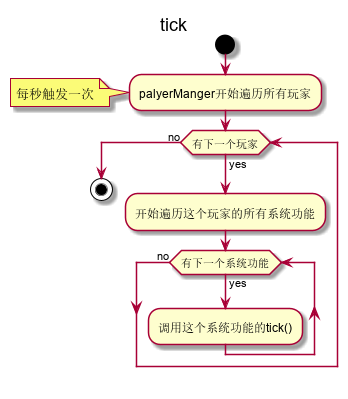 tick
每秒触发一次
palyerManger开始遍历所有玩家
no
有下一个玩家
yes
开始遍历这个玩家的所有系统功能
no
有下一个系统功能
yes
调用这个系统功能的tick()